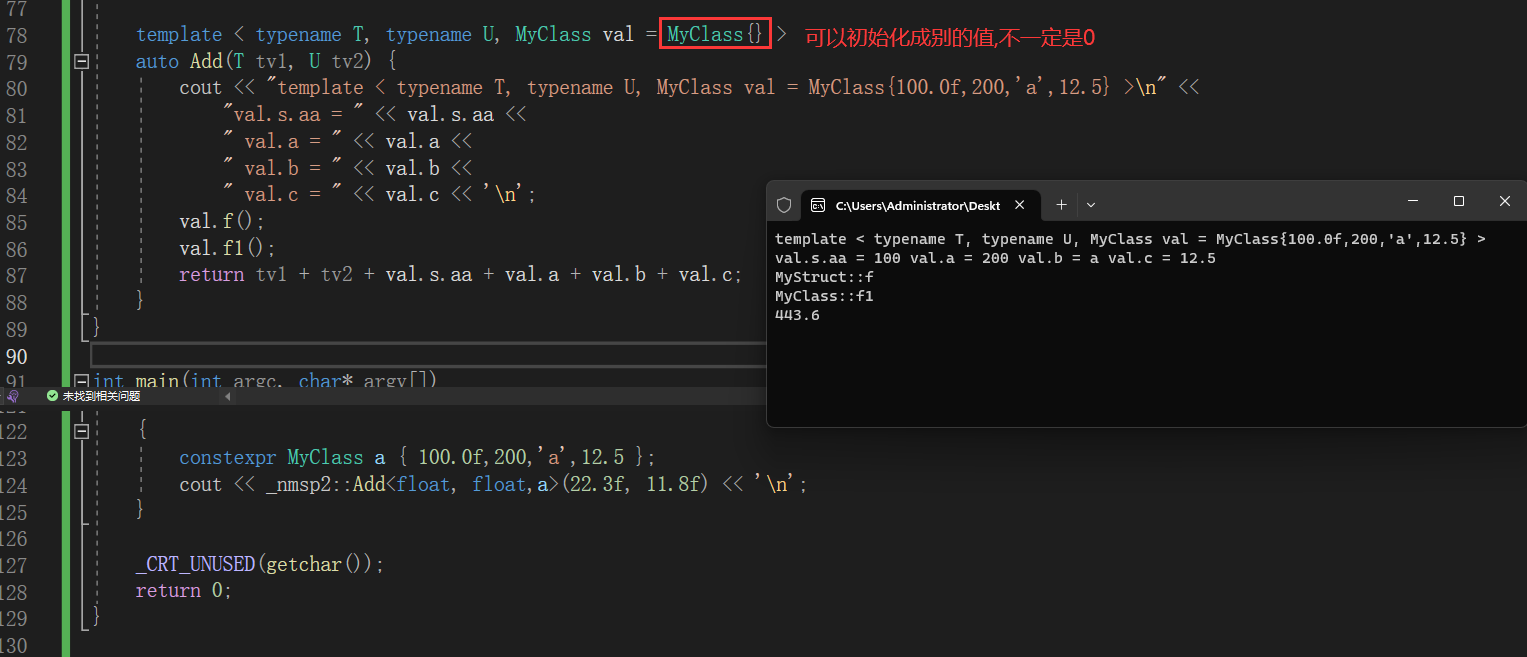 77
78 template < typename T, typename U, MyClass val = MyClass{} > 可以初始化成别的值,不一定是0
79 auto Add(T tv1, U tv2) {
80 cout << "template < typename T, typename U, MyClass val = MyClass{100.0f,200,'a',12.5} >\n" <<
81 "val.s.aa = " << val.s.aa <<
82 " val.a = " << val.a <<
83 " val.b = " << val.b <<
84 " val.c = " << val.c << '\n';
85 val.f();
86 val.f1();
87 return tv1 + tv2 + val.s.aa + val.a + val.b + val.c;
88 }
89 }
90
91 int main(int argc, char* argv[])
未找到相关问题
C:\Users\Administrator\Deskt
template < typename T, typename U, MyClass val = MyClass{100.0f,200,'a',12.5} >
val.s.aa = 100 val.a = 200 val.b = a val.c = 12.5
MyStruct::f
MyClass::f1
443.6
122 {
123 constexpr MyClass a { 100.0f,200,'a',12.5 };
124 cout << _nmsp2::Add<float, float,a>(22.3f, 11.8f) << '\n';
125 }
126
127 _CRT_UNUSED(getchar());
128 return 0;
129 }
130